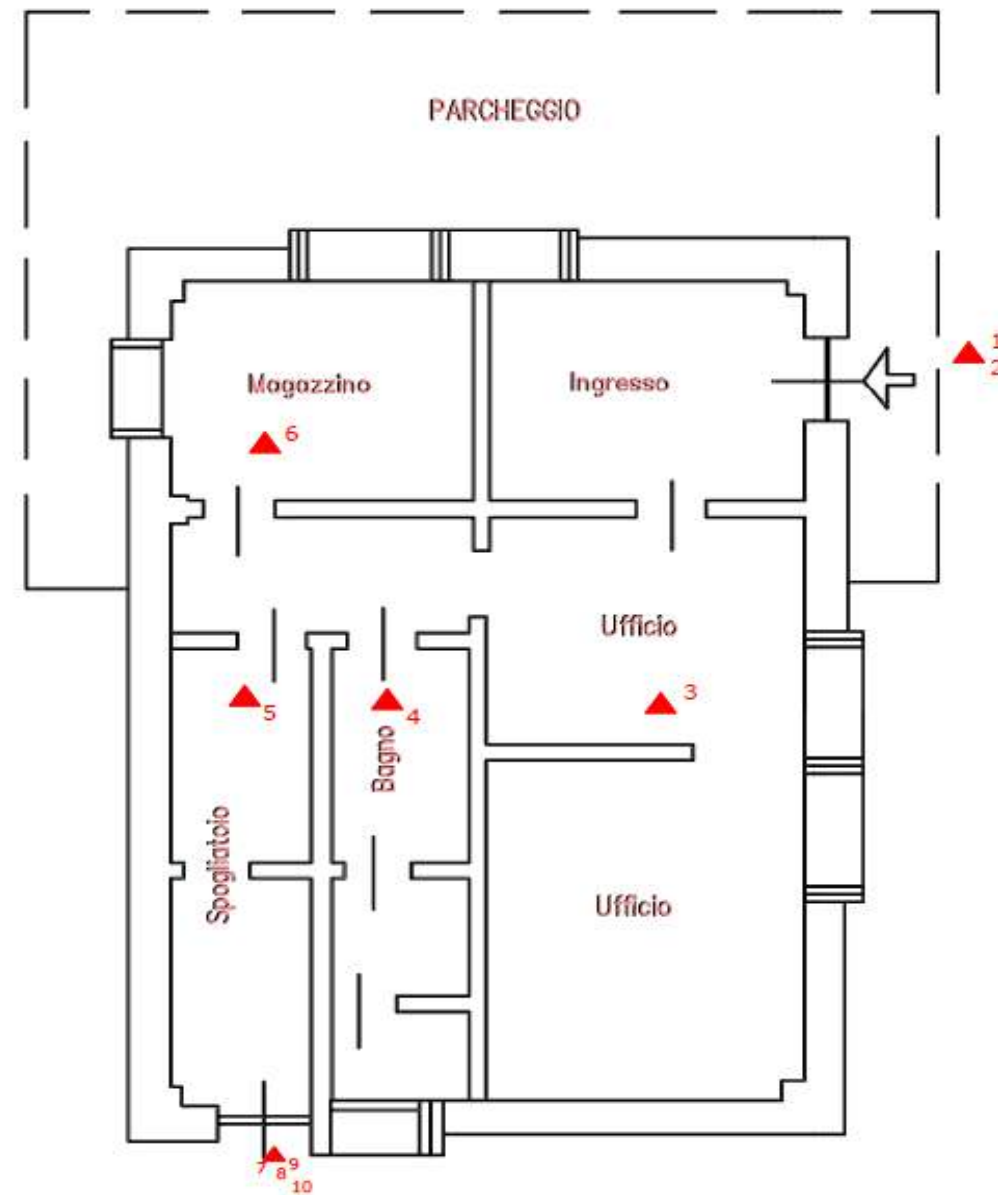 PARCHEGGIO
1
2
Magazzino
Ingresso
6
Ufficio
3
5
4
Bagno
Spogliatoio
Ufficio
7 8 9
10